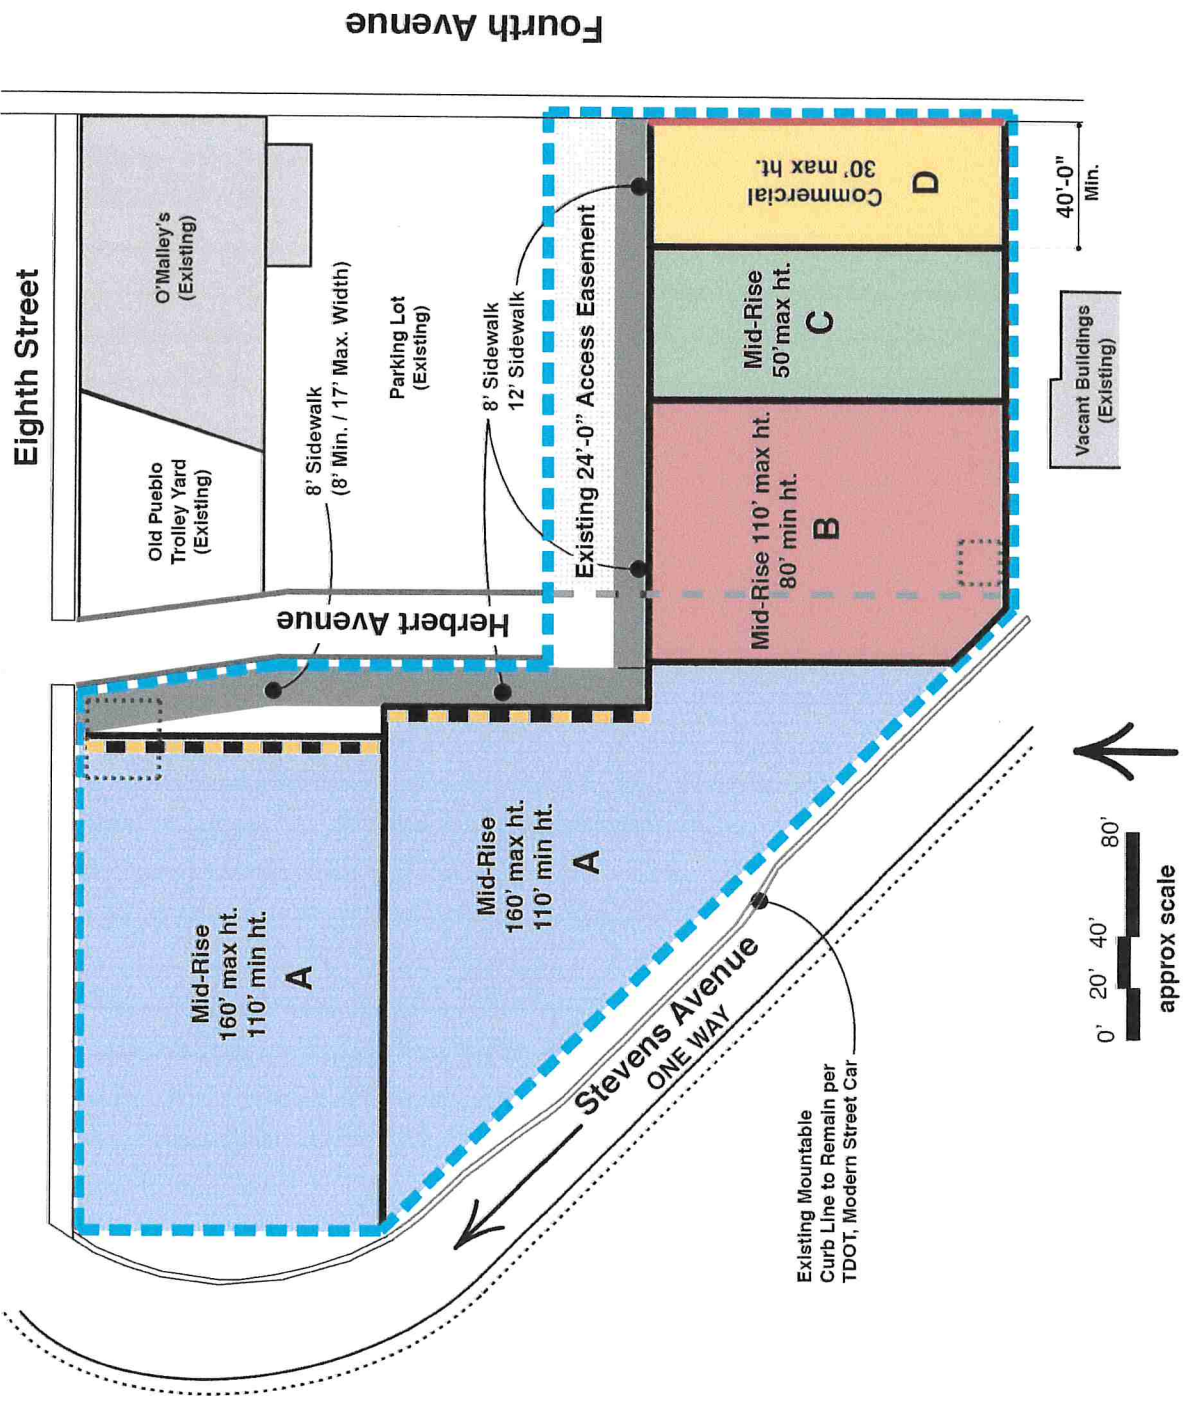 Fourth Avenue
Eighth Street
O'Malley's
(Existing)
Old Pueblo
Trolley Yard
(Existing)
8' Sidewalk
(8' Min. / 17' Max. Width)
Parking Lot
(Existing)
8' Sidewalk
12' Sidewalk
Existing 24'-0" Access Easement
Herbert Avenue
Commercial
30' max ht.
D
40'-0"
Min.
Mid-Rise
50'max ht.
C
Mid-Rise 110' max ht.
80' min ht.
B
Vacant Buildings
(Existing)
Mid-Rise
160' max ht.
110' min ht.
A
Mid-Rise
160' max ht.
110' min ht.
A
Stevens Avenue
ONE WAY
Existing Mountable
Curb Line to Remain per
TDOT, Modern Street Car
0' 20' 40' 80'
approx scale